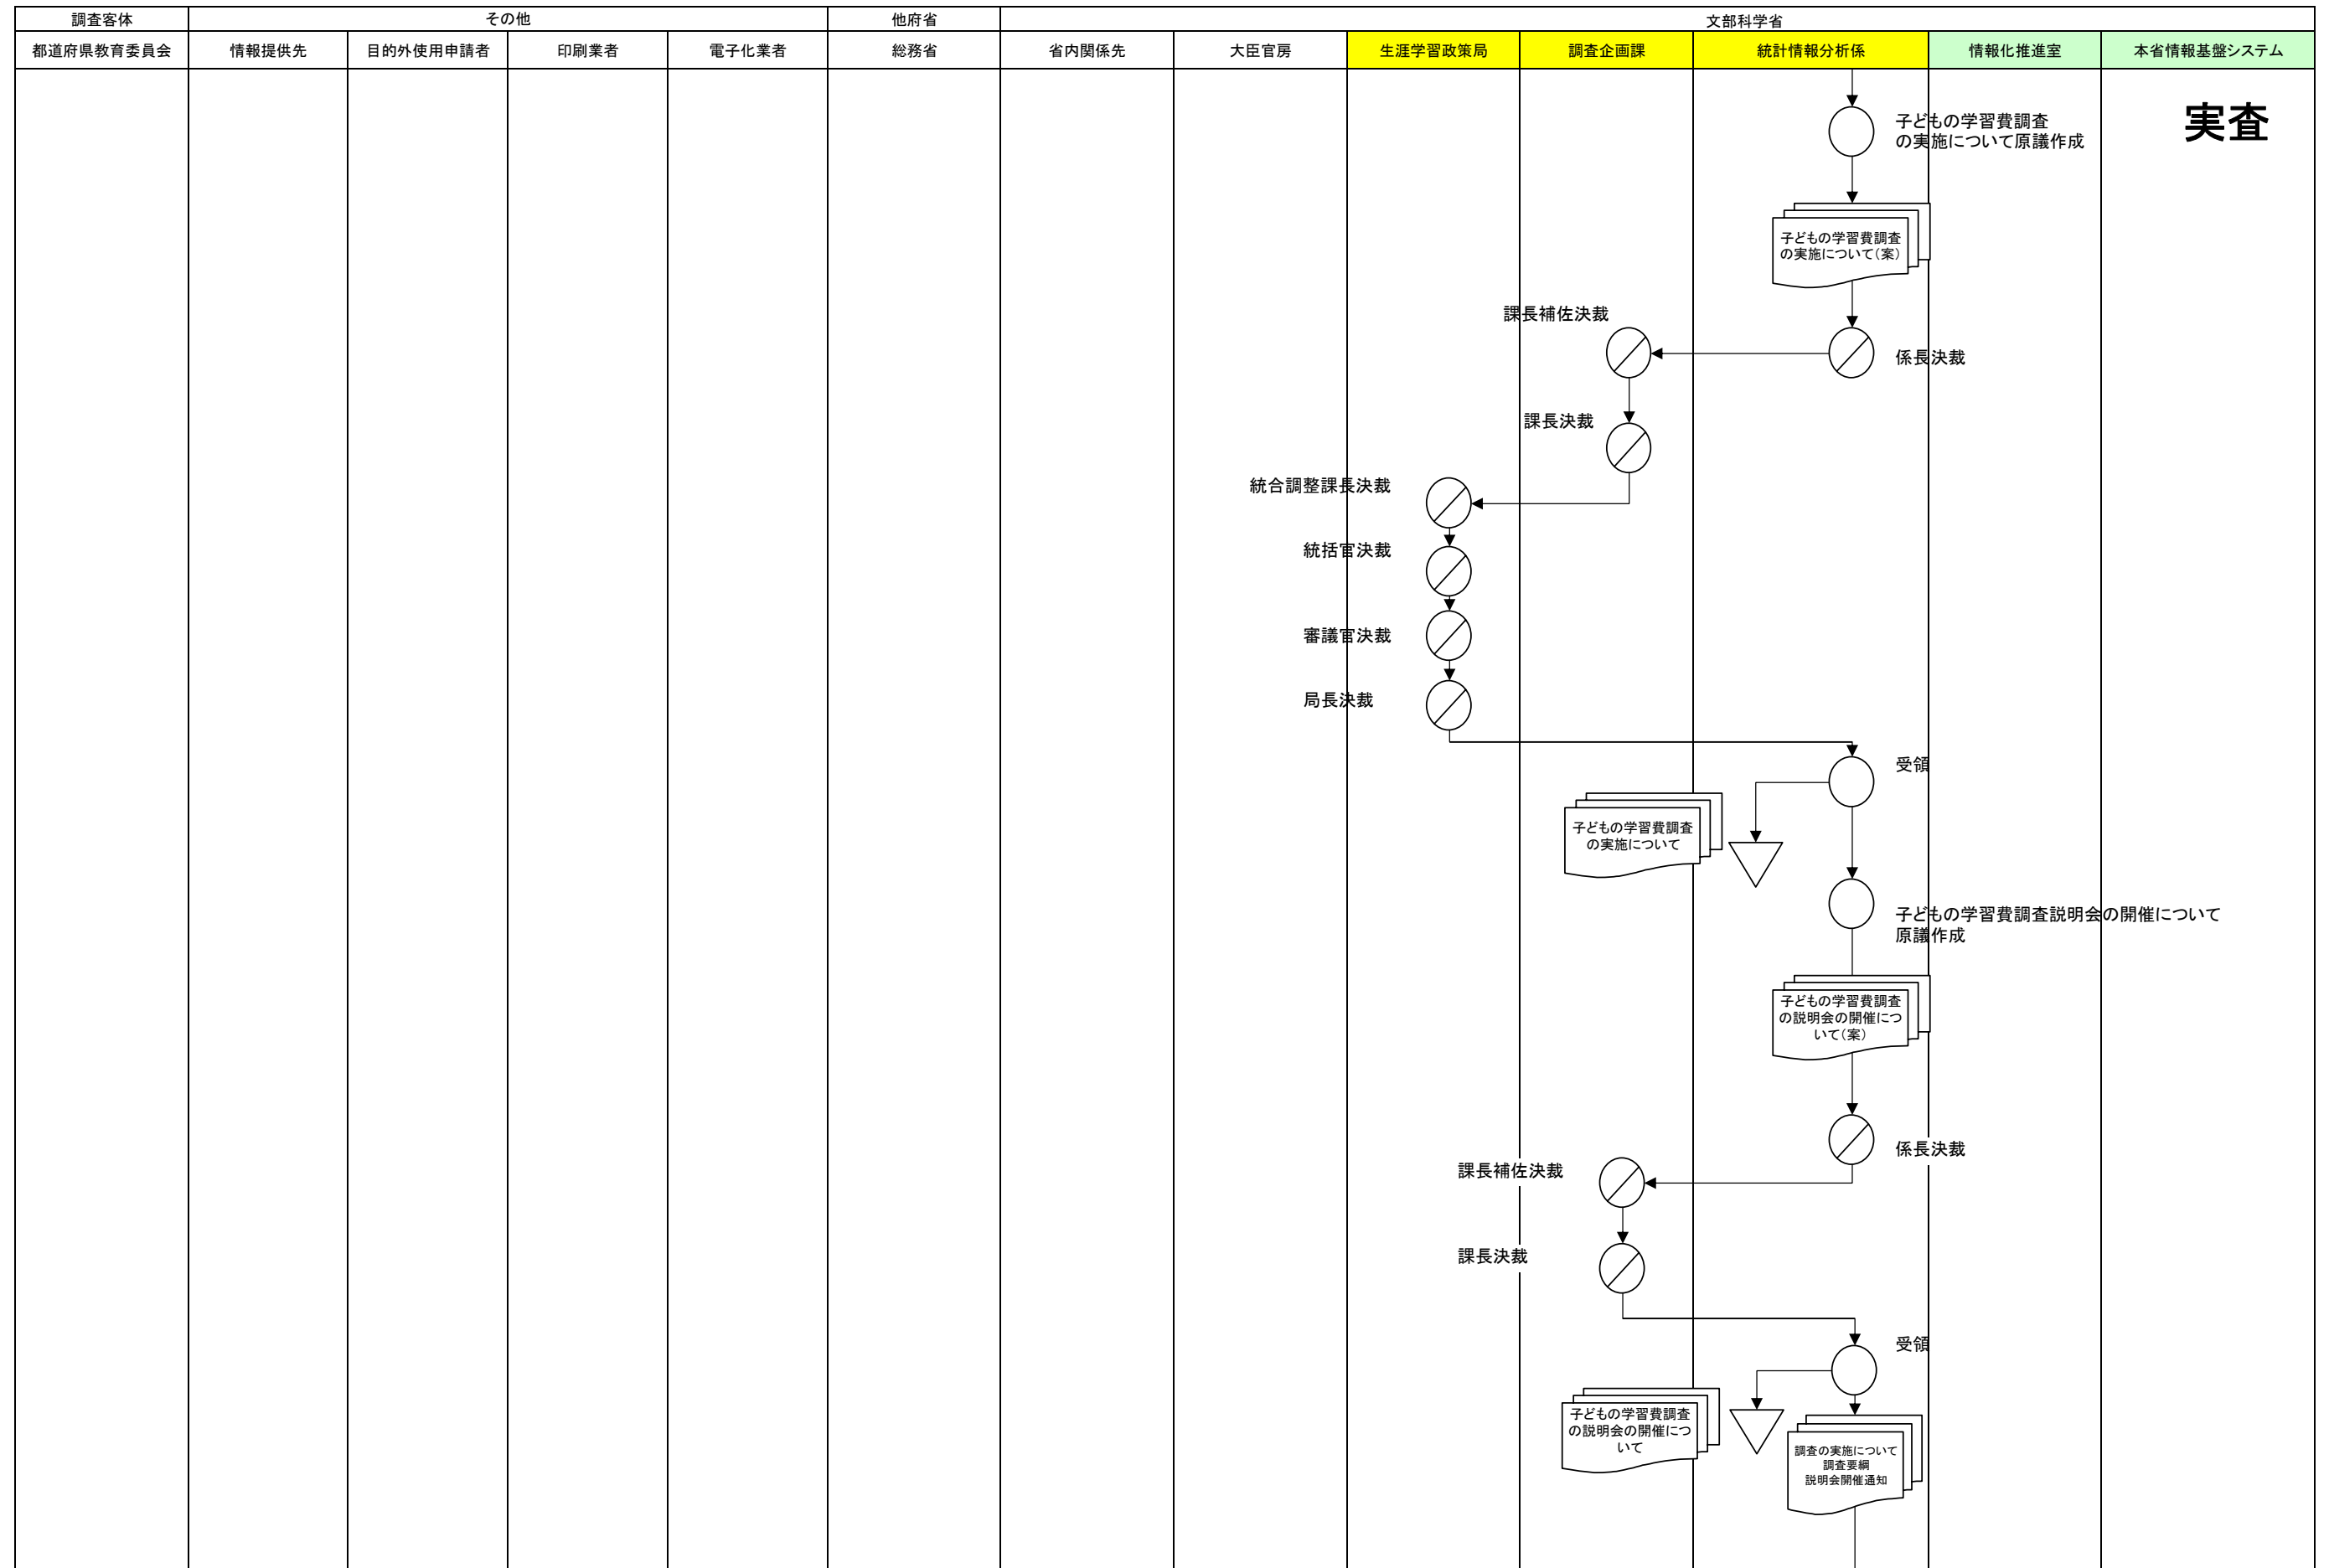 調査客体
その他
他府省
文部科学省
都道府県教育委員会
情報提供先
目的外使用申請者
印刷業者
電子化業者
総務省
省内関係先
大臣官房
生涯学習政策局
調査企画課
統計情報分析係
情報化推進室
本省情報基盤システム
実査
子どもの学習費調査
の実施について原議作成
子どもの学習費調査
の実施について(案)
課長補佐決裁
係長決裁
課長決裁
統合調整課長決裁
統括官決裁
審議官決裁
局長決裁
受領
子どもの学習費調査
の実施について
子どもの学習費調査説明会の開催について
原議作成
子どもの学習費調査
の説明会の開催につ
いて(案)
係長決裁
課長補佐決裁
課長決裁
受領
子どもの学習費調査
の説明会の開催につ
いて
調査の実施について
調査要綱
説明会開催通知